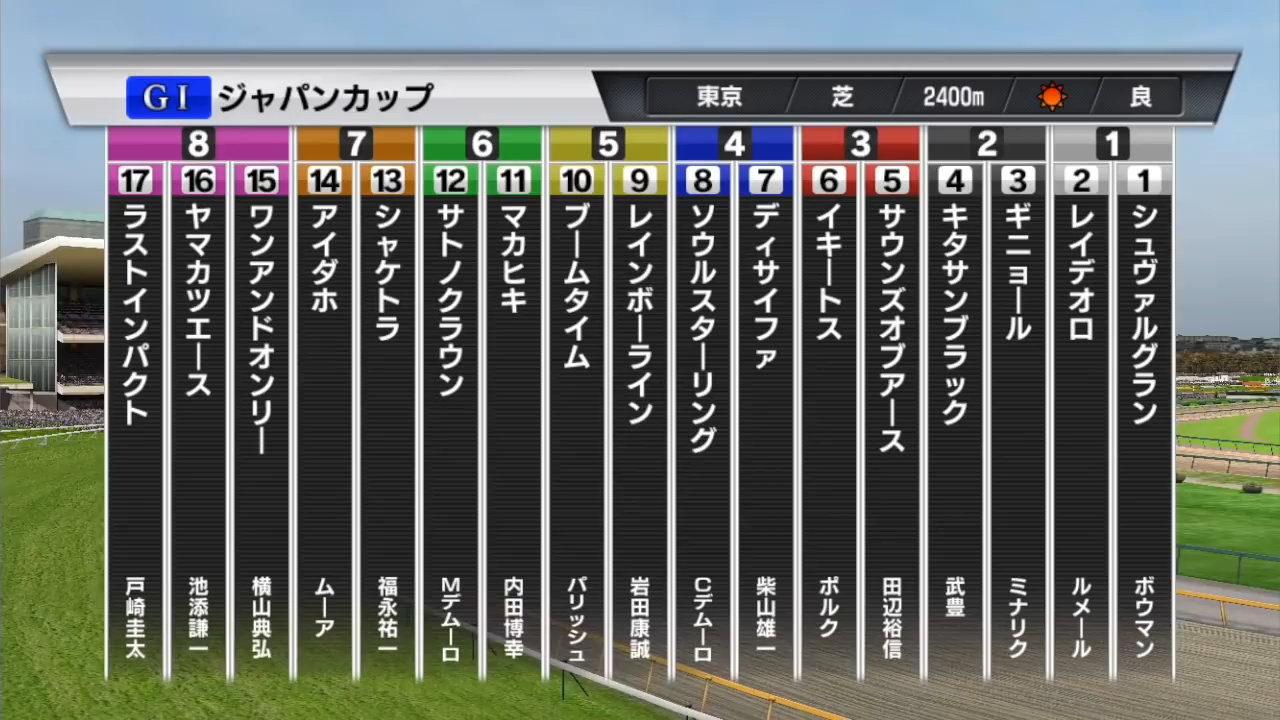 GI ジャパンカップ
東京 芝 2400m 良
8 7 6 5 4 3 2 1
17 16 15 14 13 12 11 10 9 8 7 6 5 4 3 2 1
シュヴァルグラン
レイデオロ
ギニョール
キタサンブラック
サウンズオブアース
イキートス
ディサイファ
ソウルスターリング
レインボーライン
ブームタイム
マカヒキ
サトノクラウン
シャケトラ
アイダホ
ワンアンドオンリー
ヤマカツエース
ラストインパクト
ボウマン
ルメール
ミナリク
武豊
田辺裕信
ポルク
柴山雄一
Cデムーロ
岩田康誠
パリッシュ
内田博幸
Mデムーロ
福永祐一
ムーア
横山典弘
池添謙一
戸崎圭太